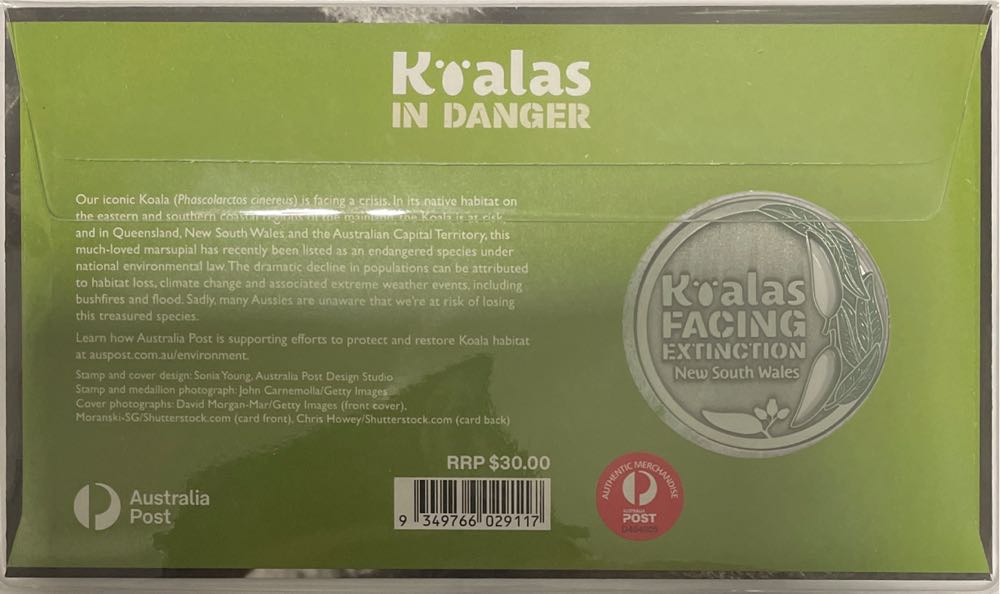 Koalas
IN DANGER
Our iconic Koala (Phascolarctos cinereus) is facing a crisis. In its native habitat on
the eastern and southern coastal regions of the mainland, the Koala is at risk,
and in Queensland, New South Wales and the Australian Capital Territory, this
much-loved marsupial has recently been listed as an endangered species under
national environmental law. The dramatic decline in populations can be attributed
to habitat loss, climate change and associated extreme weather events, including
bushfires and flood. Sadly, many Aussies are unaware that we're at risk of losing
this treasured species.
Learn how Australia Post is supporting efforts to protect and restore Koala habitat
at auspost.com.au/environment.
Stamp and cover design: Sonia Young, Australia Post Design Studio
Stamp and medallion photograph: John Carnemolla/Getty Images
Cover photographs: David Morgan-Mar/Getty Images (front cover),
Moranski-SG/Shutterstock.com (card front), Chris Howey/Shutterstock.com (card back)
Koalas
FACING
EXTINCTION
New South Wales
RRP $30.00
9 349766 029117
Australia
Post
AUTHENTIC MERCHANDISE
AUSTRALIA
POST